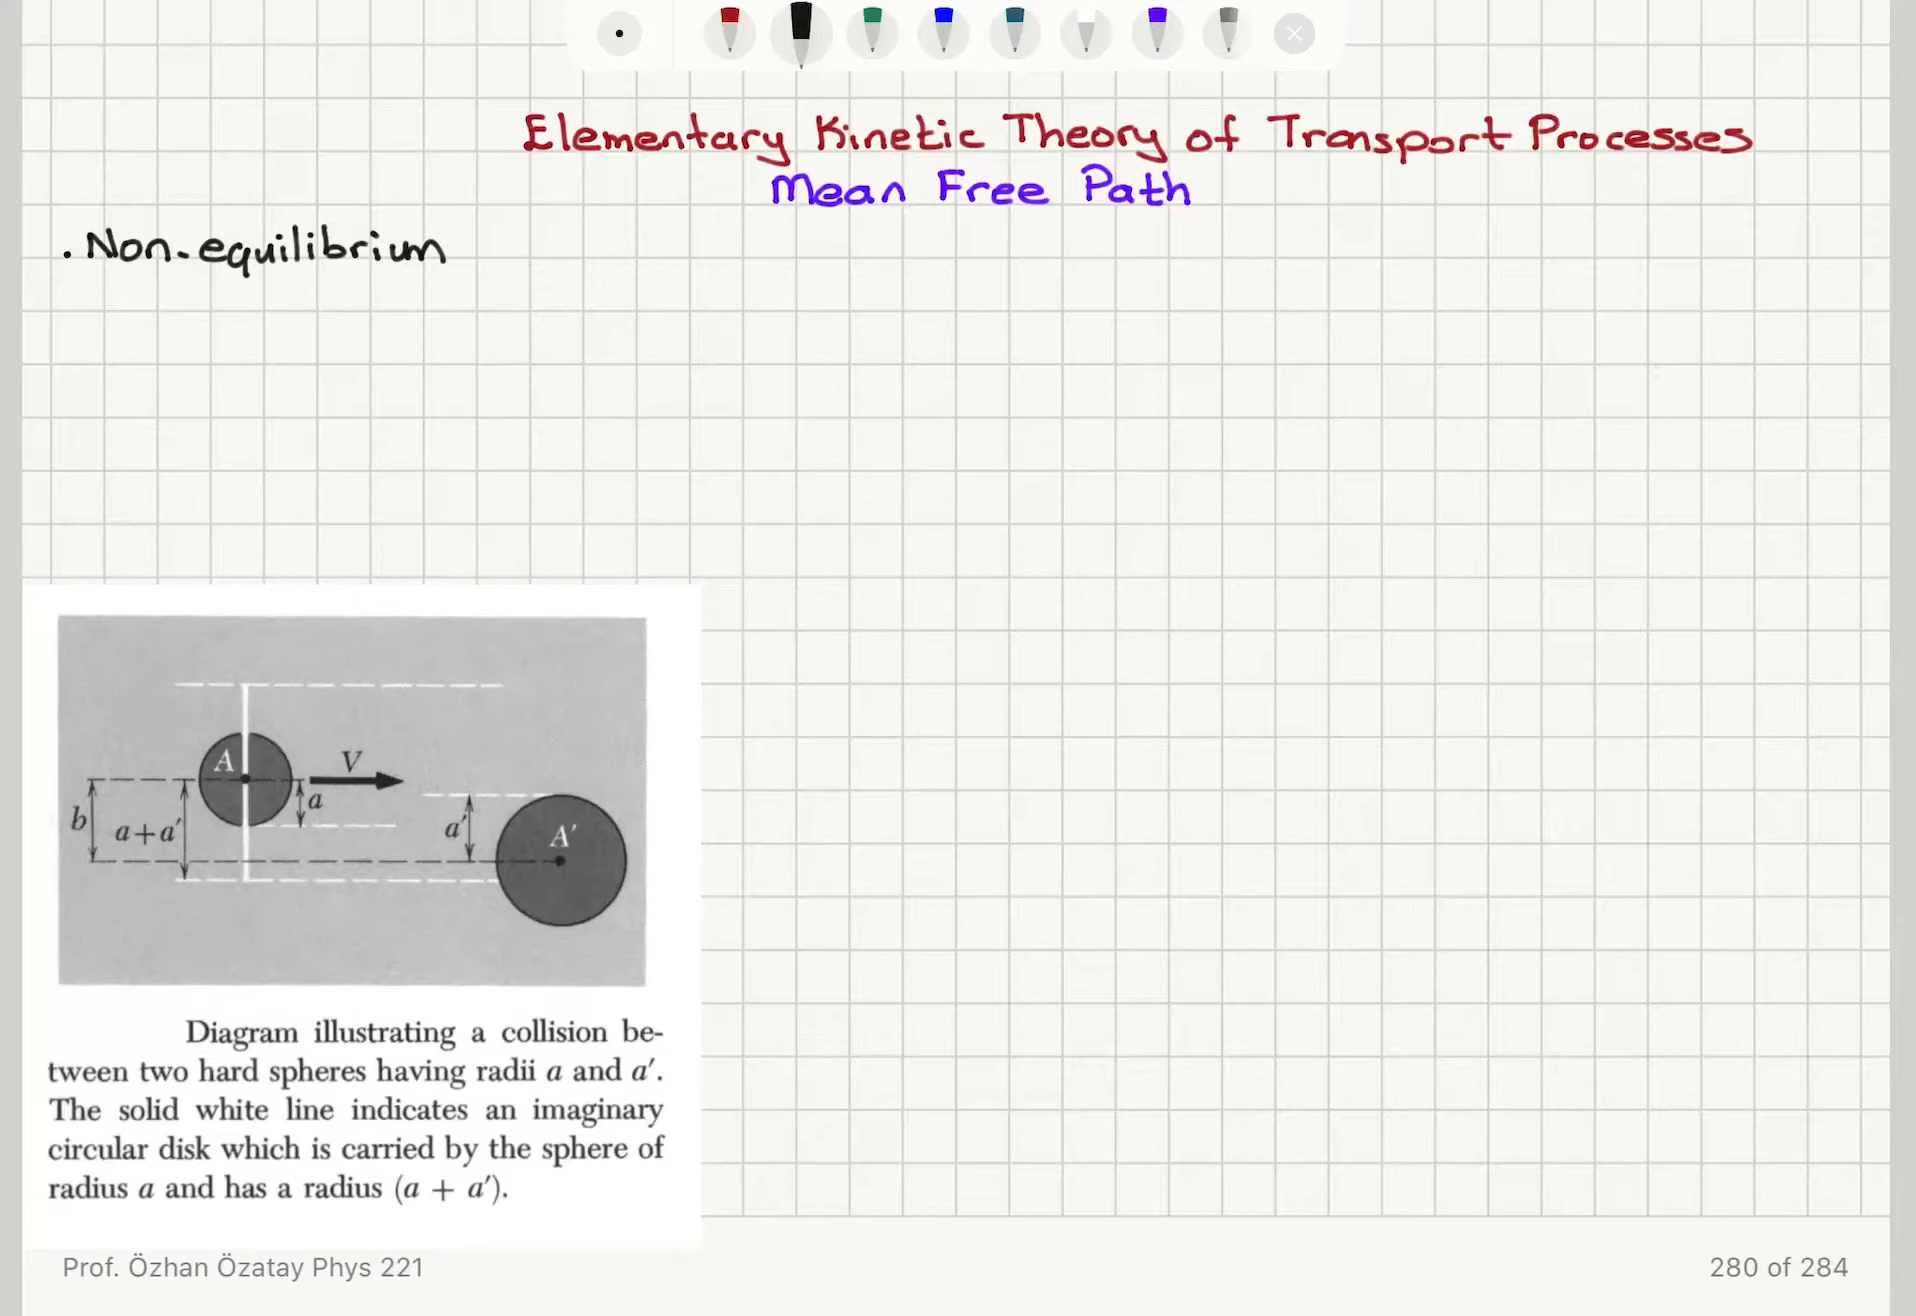 Elementary Kinetic Theory of Transport Processes
Mean Free Path
. Non-equilibrium
A
V
a
b
a+a'
a'
A'
Diagram illustrating a collision be-
tween two hard spheres having radii a and a'.
The solid white line indicates an imaginary
circular disk which is carried by the sphere of
radius a and has a radius (a + a').
Prof. Özhan Özatay Phys 221
280 of 284